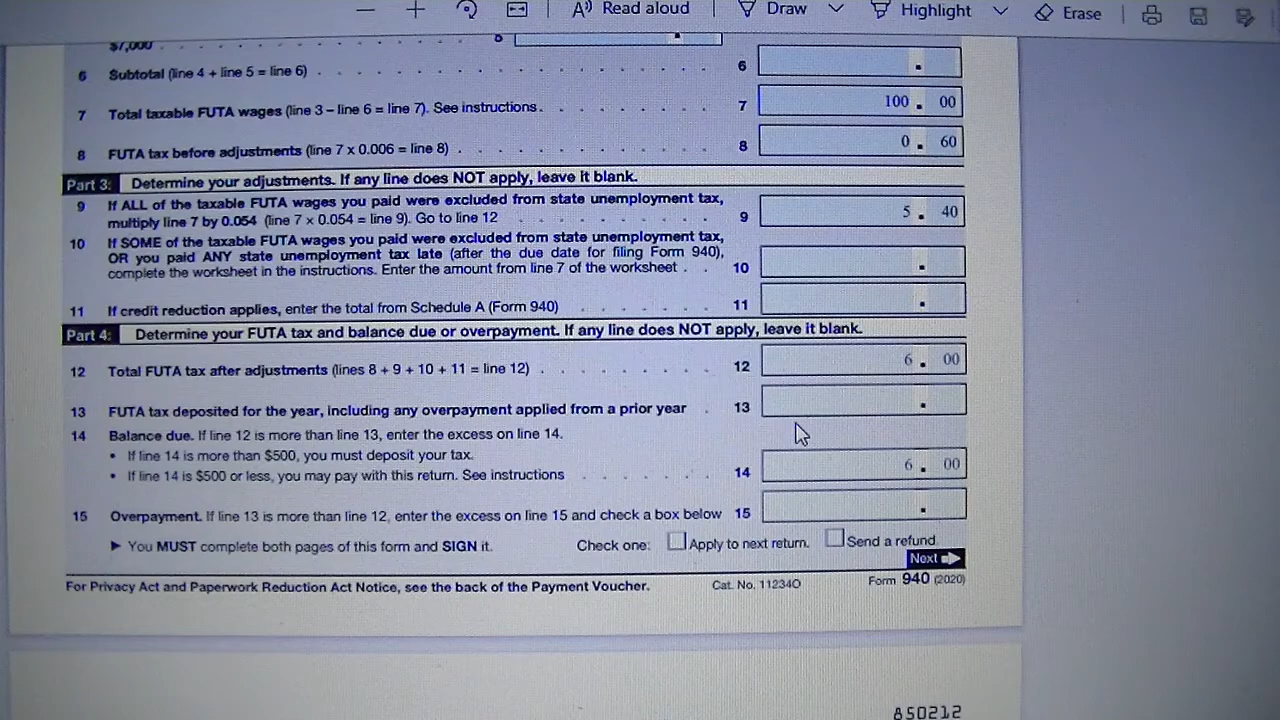 Read aloud Draw Highlight Erase
$7,000
6 Subtotal (line 4 + line 5 = line 6) 6 .
7 Total taxable FUTA wages (line 3 – line 6 = line 7). See instructions 7 100 . 00
8 FUTA tax before adjustments (line 7 x 0.006 = line 8) 8 0 . 60
Part 3: Determine your adjustments. If any line does NOT apply, leave it blank.
9 If ALL of the taxable FUTA wages you paid were excluded from state unemployment tax,
multiply line 7 by 0.054 (line 7 x 0.054 = line 9). Go to line 12 9 5 . 40
10 If SOME of the taxable FUTA wages you paid were excluded from state unemployment tax,
OR you paid ANY state unemployment tax late (after the due date for filing Form 940),
complete the worksheet in the instructions. Enter the amount from line 7 of the worksheet . . 10 .
11 If credit reduction applies, enter the total from Schedule A (Form 940) 11 .
Part 4: Determine your FUTA tax and balance due or overpayment. If any line does NOT apply, leave it blank.
12 Total FUTA tax after adjustments (lines 8 + 9 + 10 + 11 = line 12) 12 6 . 00
13 FUTA tax deposited for the year, including any overpayment applied from a prior year . 13 .
14 Balance due. If line 12 is more than line 13, enter the excess on line 14.
• If line 14 is more than $500, you must deposit your tax.
• If line 14 is $500 or less, you may pay with this return. See instructions 14 6 . 00
15 Overpayment. If line 13 is more than line 12, enter the excess on line 15 and check a box below 15 .
▶ You MUST complete both pages of this form and SIGN it. Check one: Apply to next return. Send a refund.
Next
For Privacy Act and Paperwork Reduction Act Notice, see the back of the Payment Voucher. Cat. No. 11234O Form 940 (2020)
850212